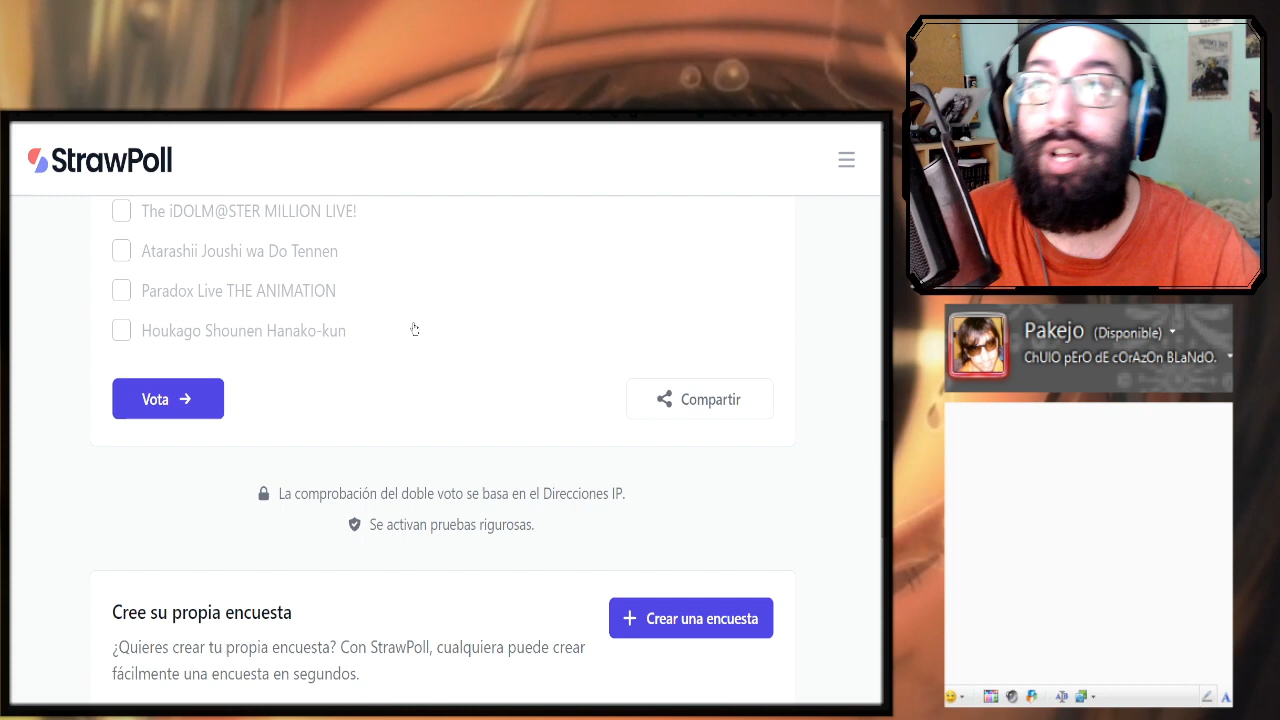 StrawPoll
The iDOLM@STER MILLION LIVE!
Atarashii Joushi wa Do Tennen
Paradox Live THE ANIMATION
Houkago Shounen Hanako-kun
Vota
Compartir
La comprobación del doble voto se basa en el Direcciones IP.
Se activan pruebas rigurosas.
Cree su propia encuesta
Crear una encuesta
¿Quieres crear tu propia encuesta? Con StrawPoll, cualquiera puede crear
fácilmente una encuesta en segundos.
Pakejo (Disponible)
ChUlO pErO dE cOrAzOn BLaNdO.